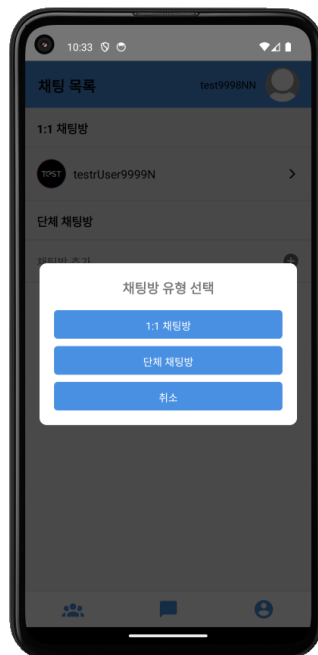 10:33
채팅 목록
test9998NN
1:1 채팅방
TOST
testrUser9999N
단체 채팅방
채팅방 추가
채팅방 유형 선택
1:1 채팅방
단체 채팅방
취소